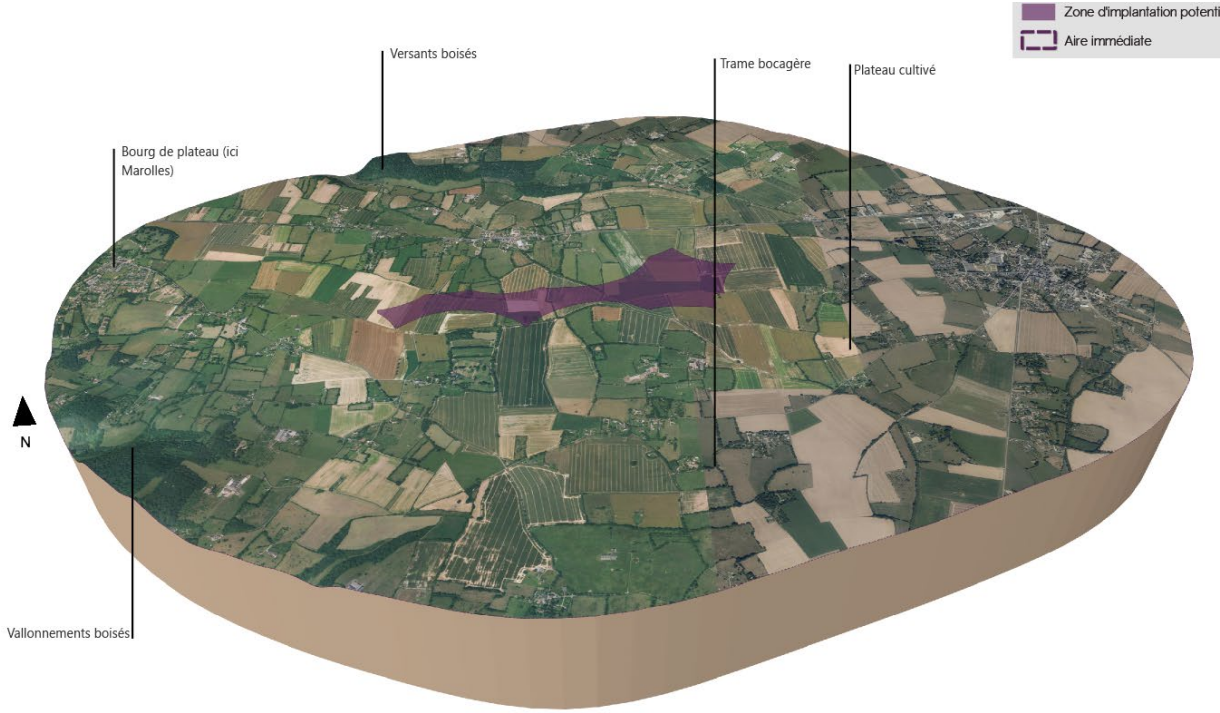 Zone d'implantation potenti
Aire immédiate
Versants boisés
Trame bocagère
Plateau cultivé
Bourg de plateau (ici
Marolles)
N
Vallonnements boisés